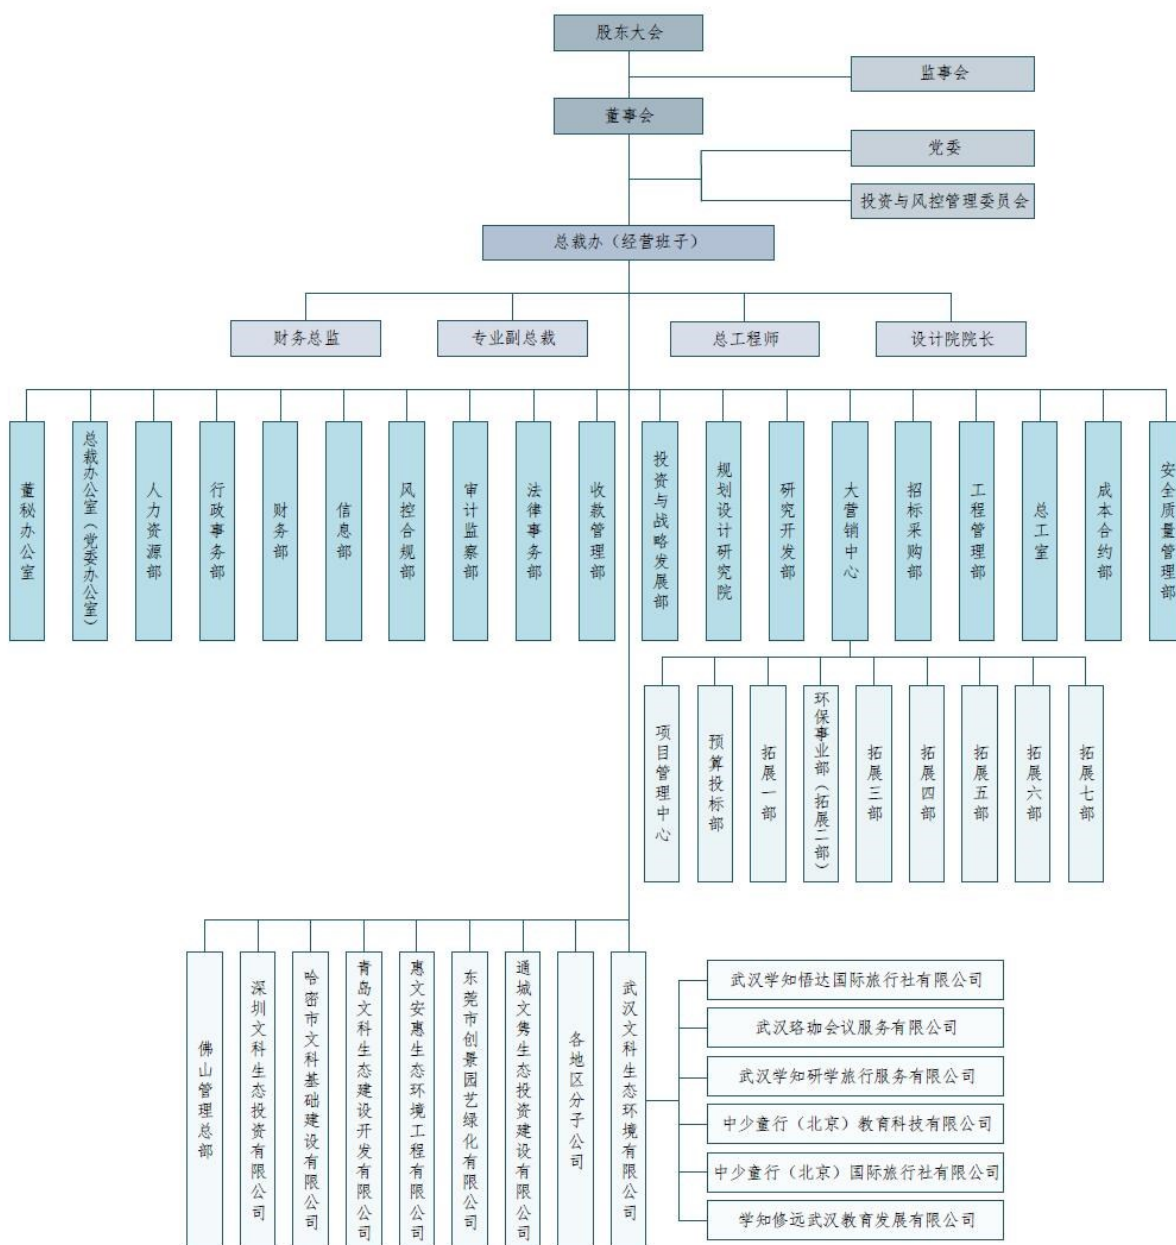 股东大会
监事会
董事会
党委
投资与风控管理委员会
总裁办（经营班子）
财务总监
专业副总裁
总工程师
设计院院长
董秘办公室
总裁办公室（党委办公室）
人力资源部
行政事务部
财务部
信息部
风控合规部
审计监察部
法律事务部
收款管理部
投资与战略发展部
规划设计研究院
研究开发部
大营销中心
招标采购部
工程管理部
总工室
成本合约部
安全质量管理部
项目管理中心
预算投标部
拓展一部
环保事业部（拓展二部）
拓展三部
拓展四部
拓展五部
拓展六部
拓展七部
佛山管理总部
深圳文科生态投资有限公司
哈密市文科基础建设有限公司
青岛文科生态建设开发有限公司
惠文安惠生态环境工程有限公司
东莞市创景园艺绿化有限公司
通城文隽生态投资建设有限公司
各地区分子公司
武汉文科生态环境有限公司
武汉学知悟达国际旅行社有限公司
武汉珞珈会议服务有限公司
武汉学知研学旅行服务有限公司
中少童行（北京）教育科技有限公司
中少童行（北京）国际旅行社有限公司
学知修远武汉教育发展有限公司